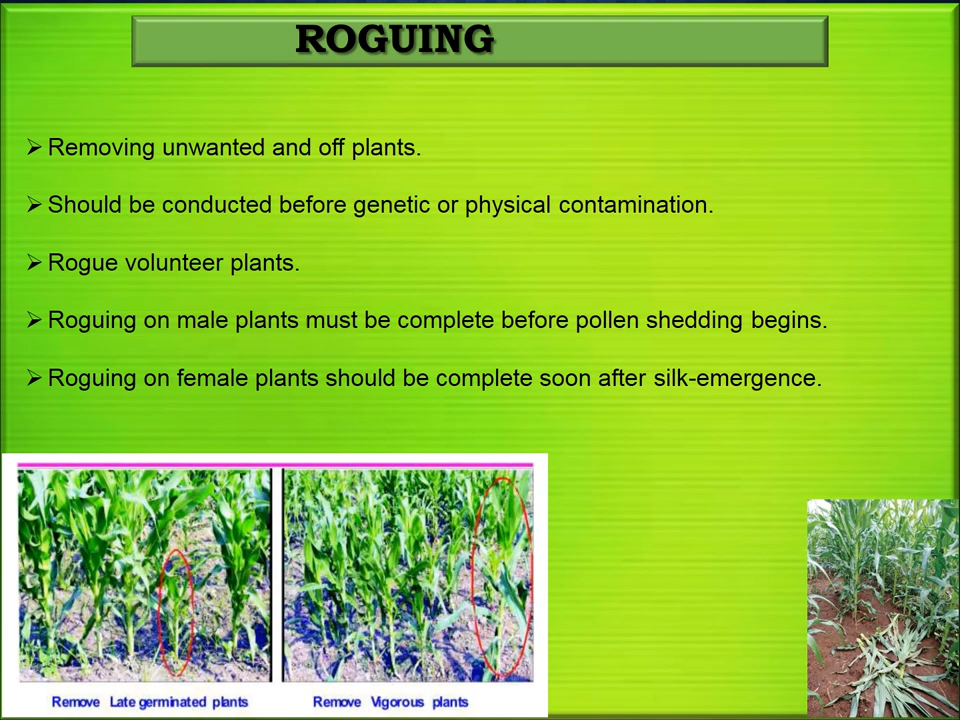 ROGUING
➢ Removing unwanted and off plants.
➢ Should be conducted before genetic or physical contamination.
➢ Rogue volunteer plants.
➢ Roguing on male plants must be complete before pollen shedding begins.
➢ Roguing on female plants should be complete soon after silk-emergence.
Remove Late germinated plants
Remove Vigorous plants